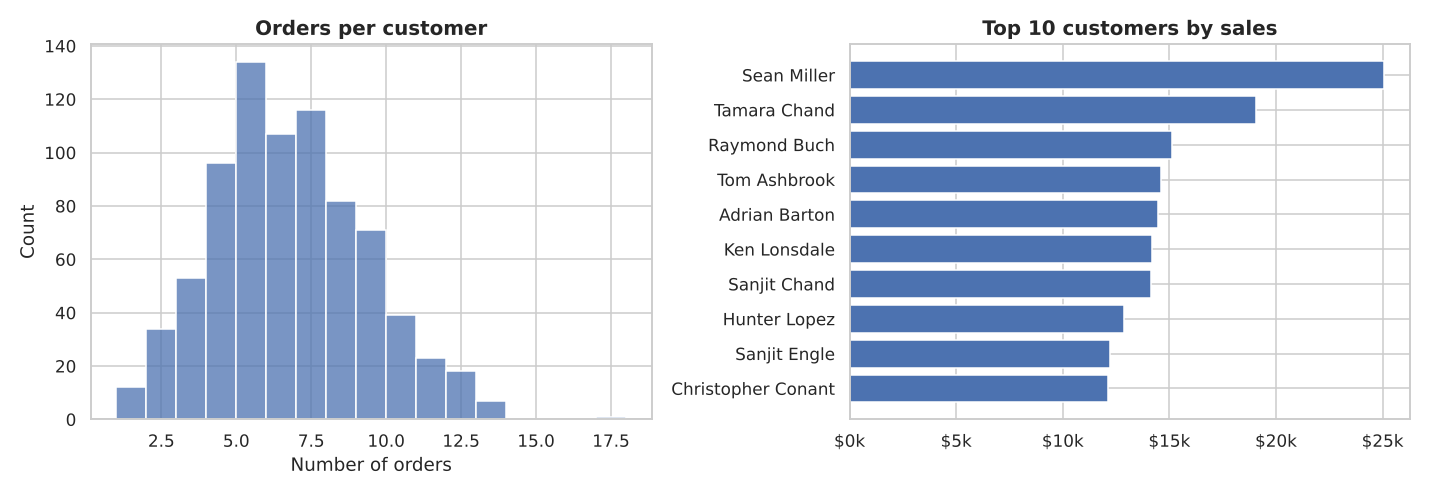 Orders per customer
140
120
100
80
60
40
20
0
Count
2.5 5.0 7.5 10.0 12.5 15.0 17.5
Number of orders
Top 10 customers by sales
Sean Miller
Tamara Chand
Raymond Buch
Tom Ashbrook
Adrian Barton
Ken Lonsdale
Sanjit Chand
Hunter Lopez
Sanjit Engle
Christopher Conant
$0k $5k $10k $15k $20k $25k